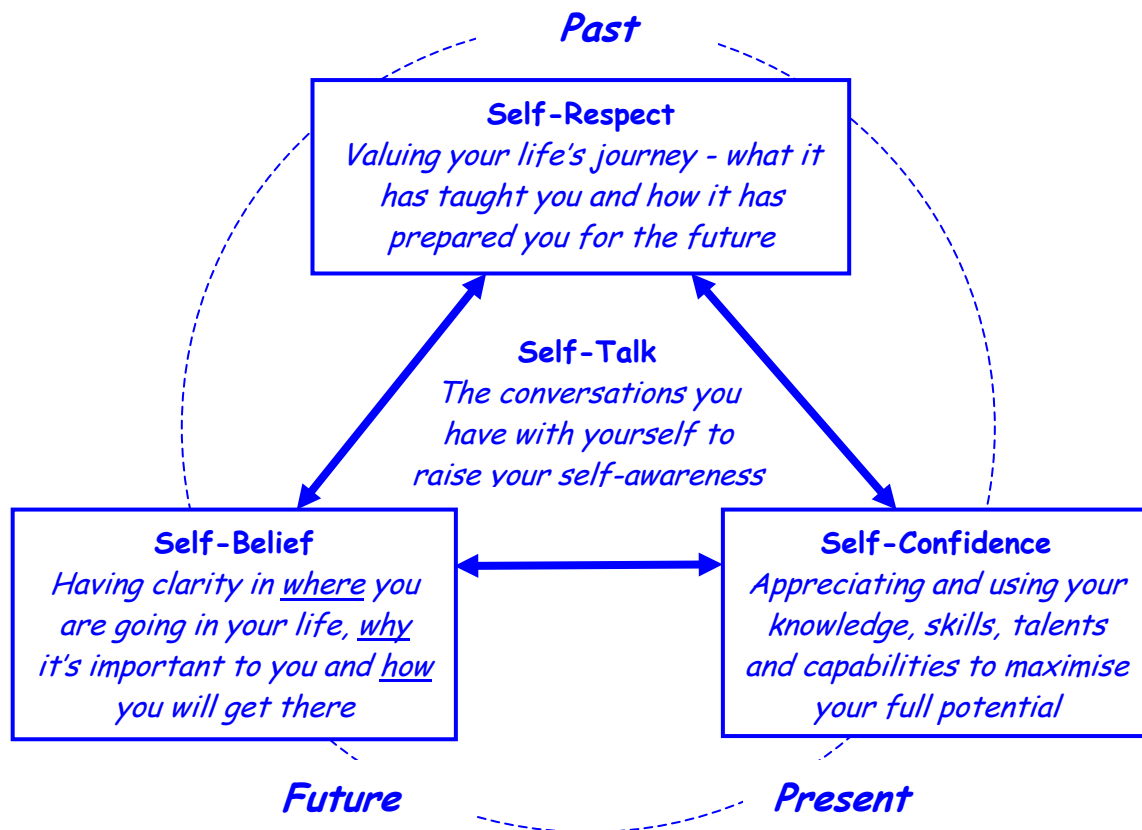 Past
Self-Respect
Valuing your life's journey - what it
has taught you and how it has
prepared you for the future
Self-Talk
The conversations you
have with yourself to
raise your self-awareness
Self-Belief
Having clarity in where you
are going in your life, why
it's important to you and how
you will get there
Self-Confidence
Appreciating and using your
knowledge, skills, talents
and capabilities to maximise
your full potential
Future
Present